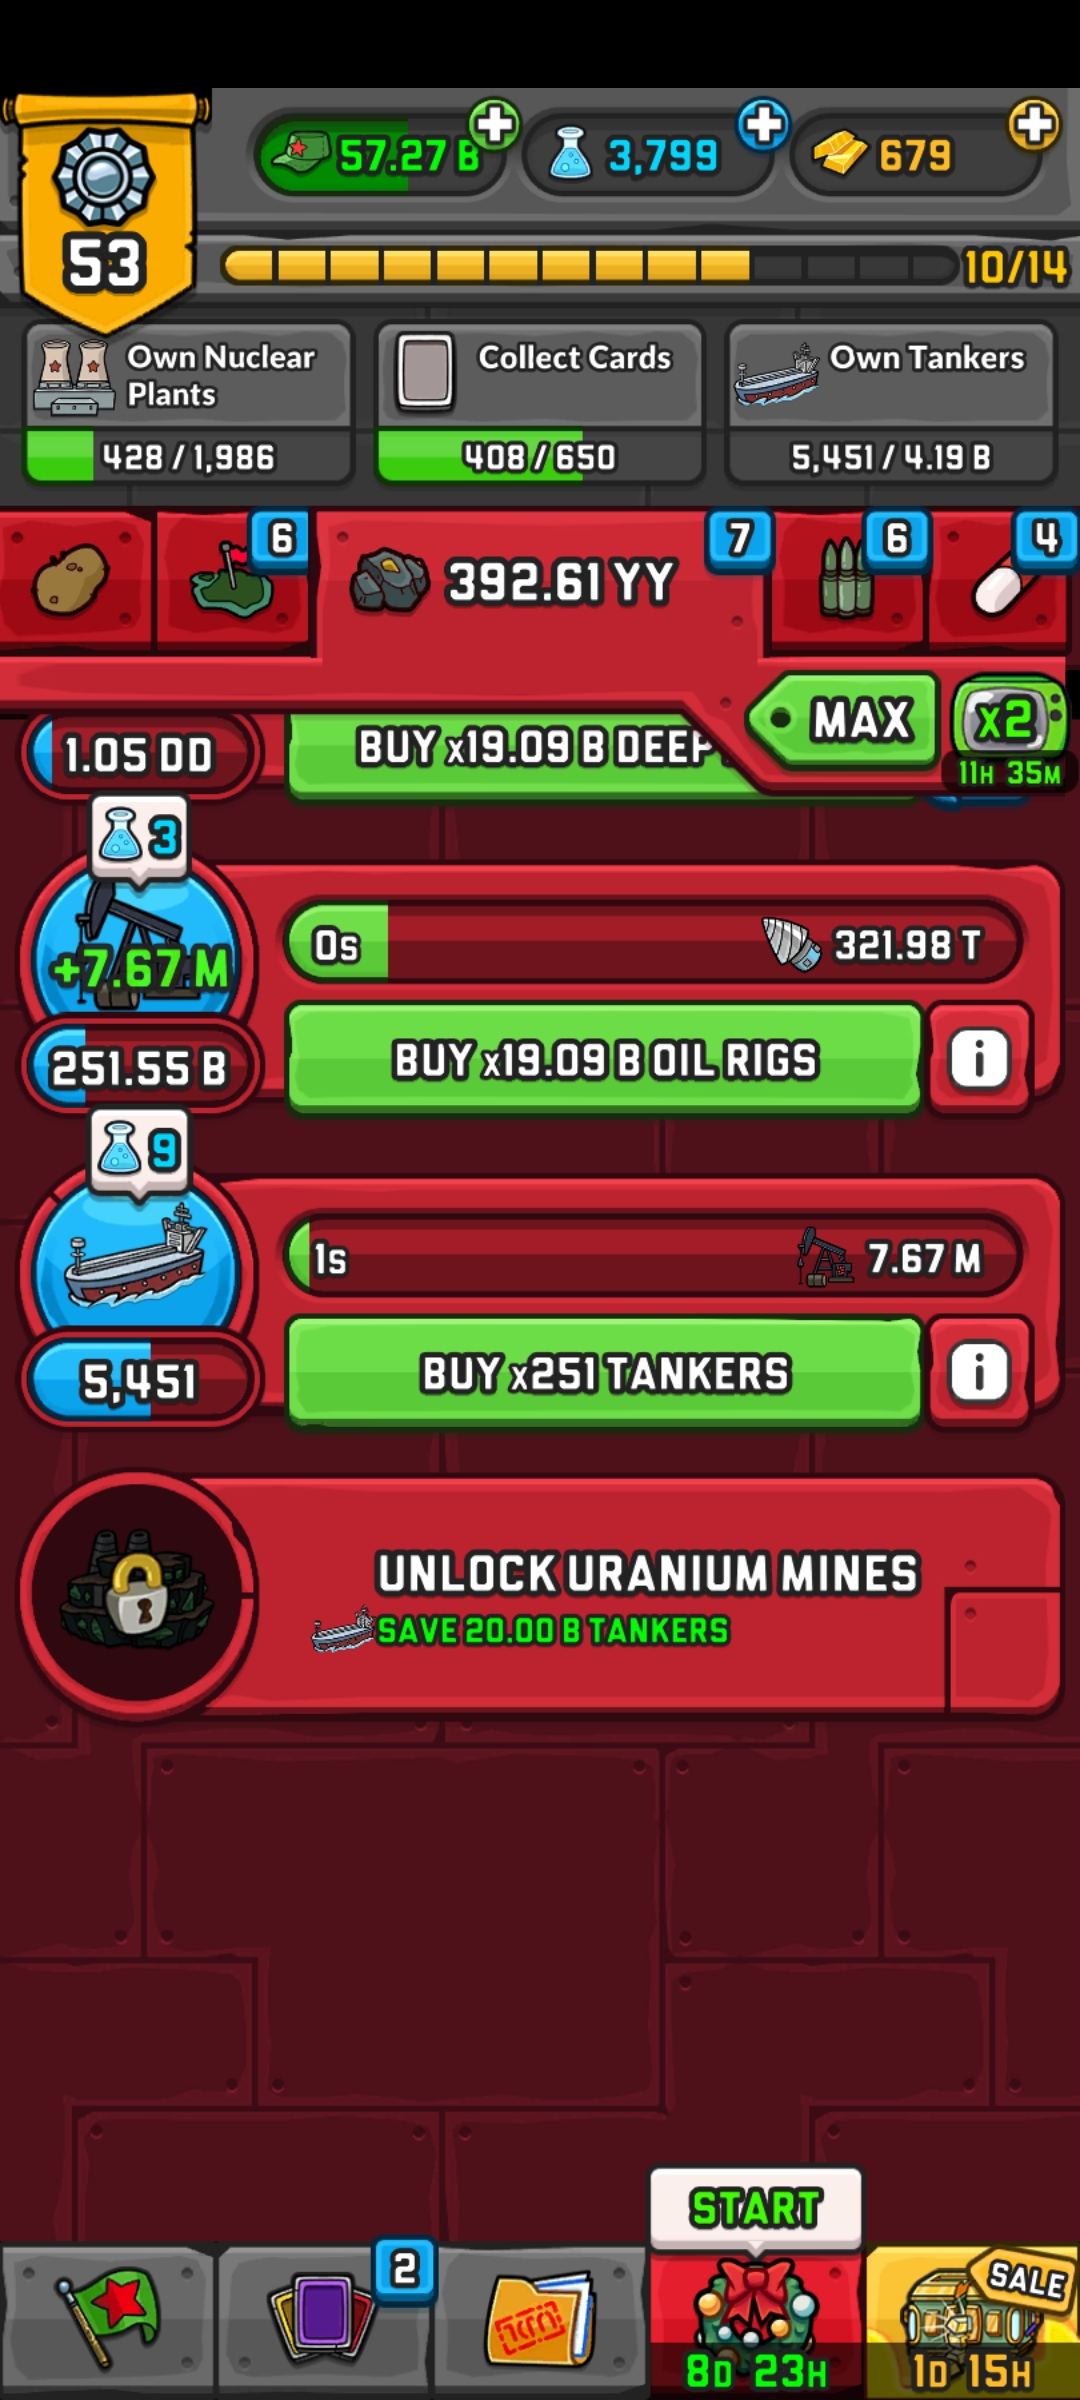 57.27 B
3,799
679
53
10/14
Own Nuclear
Plants
Collect Cards
Own Tankers
428 / 1,986
408 / 650
5,451 / 4.19 B
6
392.61 YY
7
6
4
MAX
x2
11H 35M
1.05 DD
BUY x19.09 B DEEP
3
+7.67 M
0s
321.98 T
251.55 B
BUY x19.09 B OIL RIGS
i
9
1s
7.67 M
5,451
BUY x251 TANKERS
i
UNLOCK URANIUM MINES
SAVE 20.00 B TANKERS
START
2
SALE
8D 23H
1D 15H